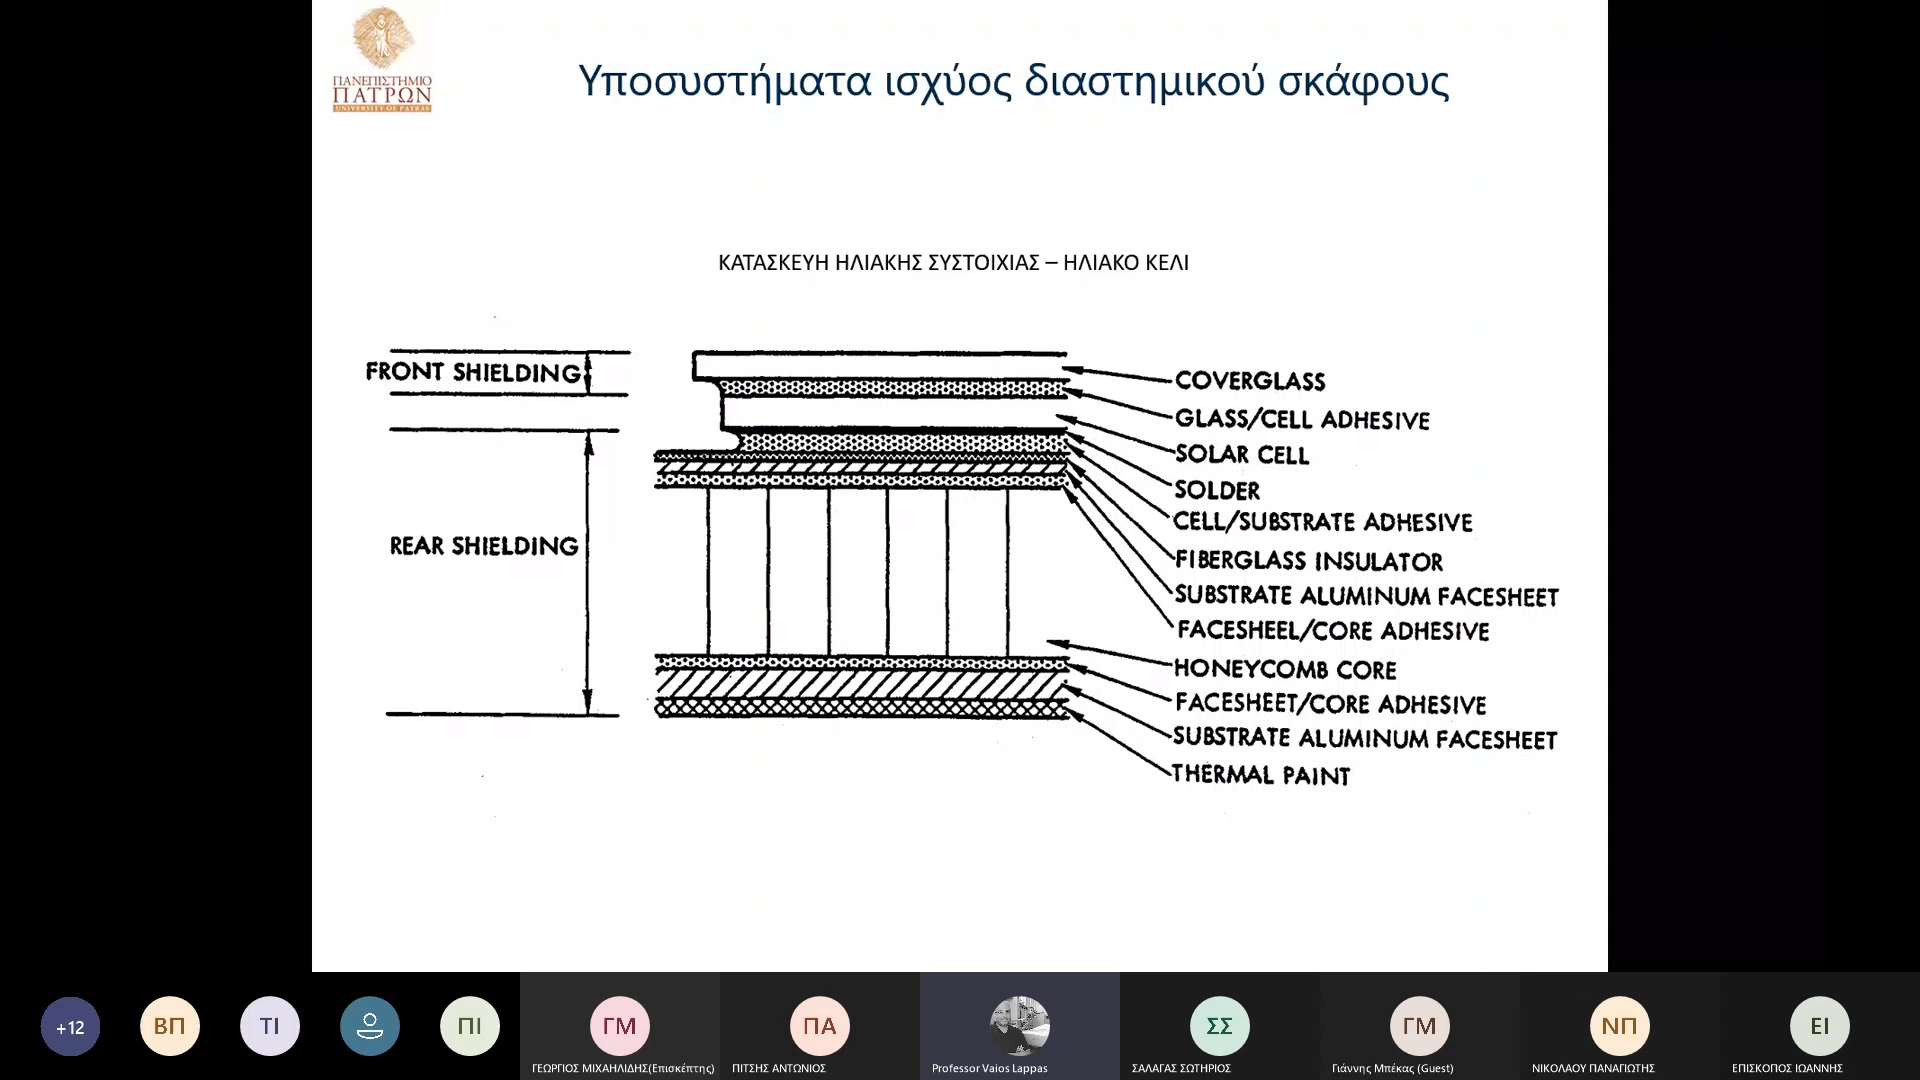 ΠΑΝΕΠΙΣΤΗΜΙΟ
ΠΑΤΡΩΝ
UNIVERSITY OF PATRAS
Υποσυστήματα ισχύος διαστημικού σκάφους
ΚΑΤΑΣΚΕΥΗ ΗΛΙΑΚΗΣ ΣΥΣΤΟΙΧΙΑΣ – ΗΛΙΑΚΟ ΚΕΛΙ
FRONT SHIELDING
REAR SHIELDING
COVERGLASS
GLASS/CELL ADHESIVE
SOLAR CELL
SOLDER
CELL/SUBSTRATE ADHESIVE
FIBERGLASS INSULATOR
SUBSTRATE ALUMINUM FACESHEET
FACESHEEL/CORE ADHESIVE
HONEYCOMB CORE
FACESHEET/CORE ADHESIVE
SUBSTRATE ALUMINUM FACESHEET
THERMAL PAINT
+12
ΒΠ
ΤΙ
ΠΙ
ΓΜ
ΓΕΩΡΓΙΟΣ ΜΙΧΑΗΛΙΔΗΣ(Επισκέπτης)
ΠΑ
ΠΙΤΣΗΣ ΑΝΤΩΝΙΟΣ
Professor Vaios Lappas
ΣΣ
ΣΑΛΑΓΑΣ ΣΩΤΗΡΙΟΣ
ΓΜ
Γιάννης Μπέκας (Guest)
ΝΠ
ΝΙΚΟΛΑΟΥ ΠΑΝΑΓΙΩΤΗΣ
ΕΙ
ΕΠΙΣΚΟΠΟΣ ΙΩΑΝΝΗΣ